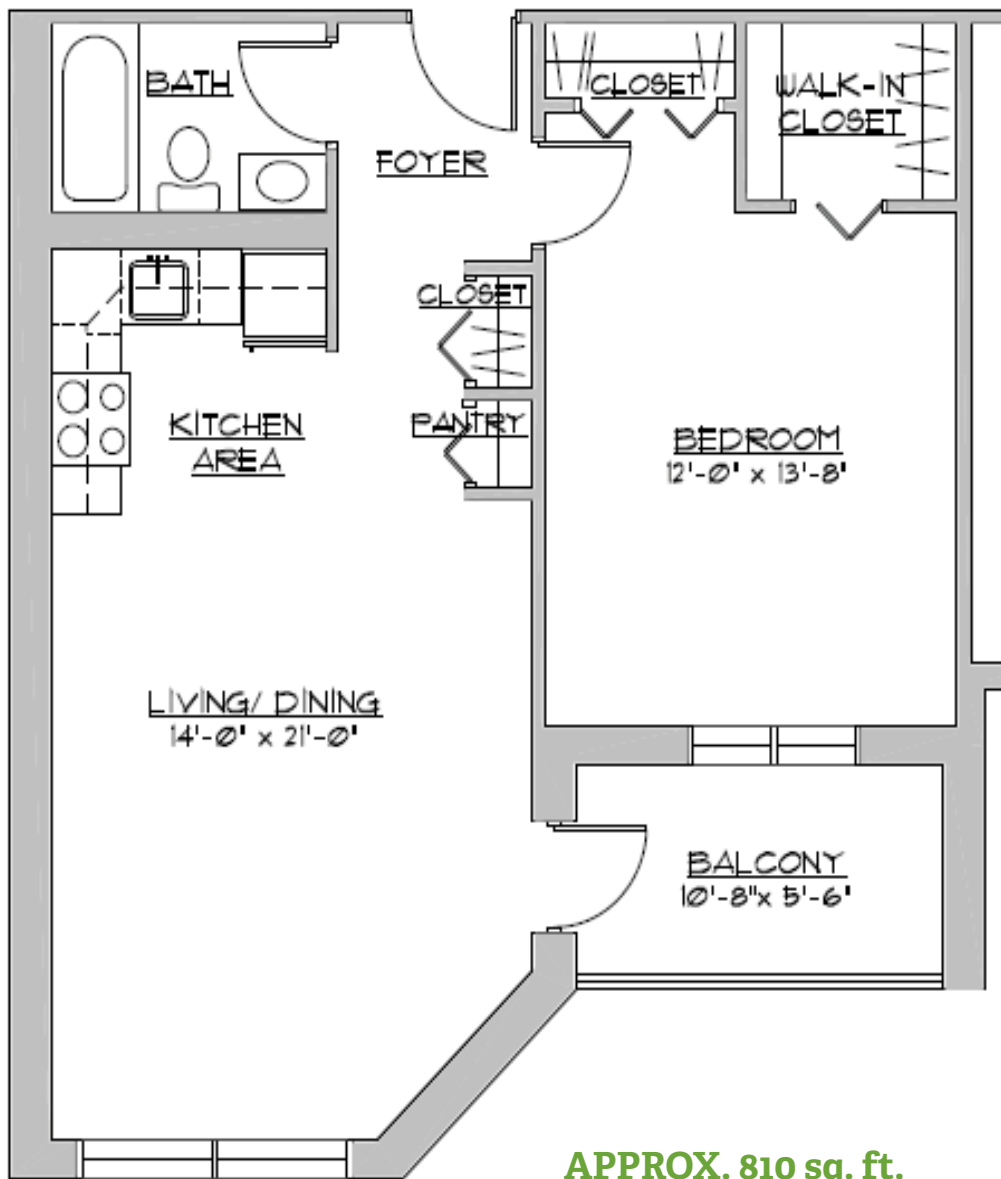 BATH
CLOSET
WALK-IN
CLOSET
FOYER
CLOSET
KITCHEN
AREA
PANTRY
BEDROOM
12'-0" x 13'-8"
LIVING/ DINING
14'-0" x 21'-0"
BALCONY
10'-8"x 5'-6"
APPROX. 810 sq. ft.